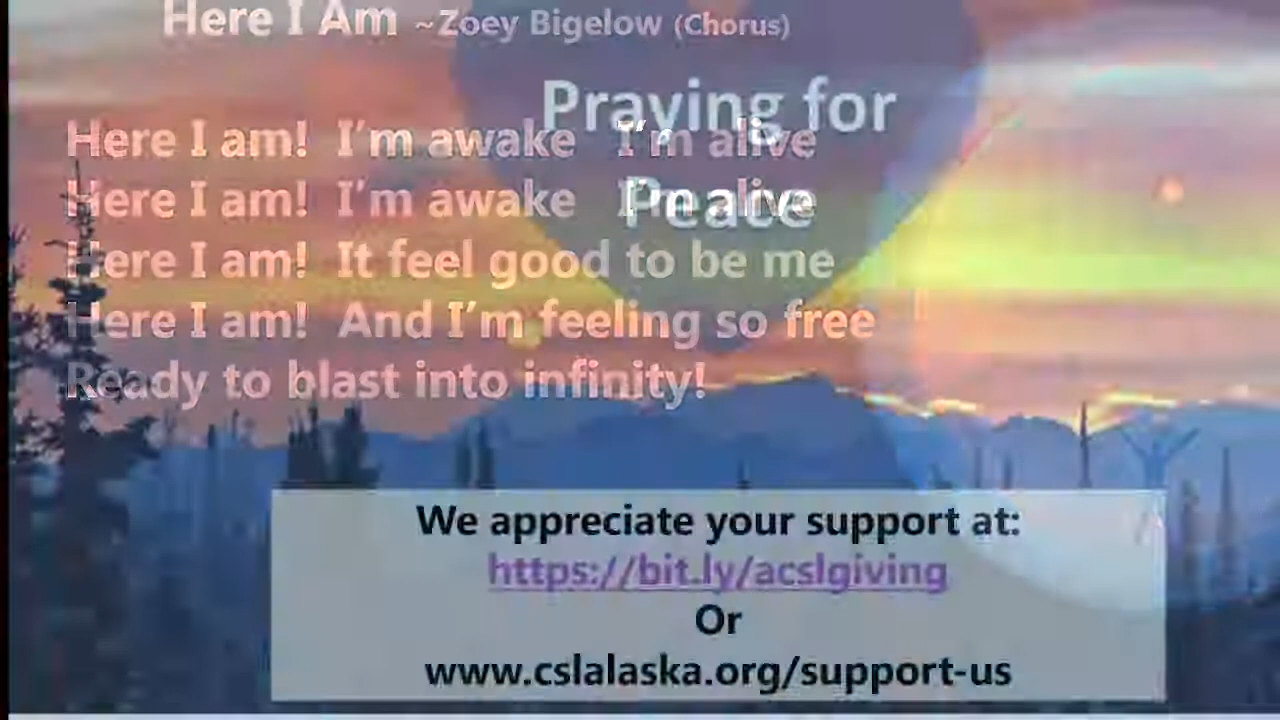 Here I Am ~Zoey Bigelow (Chorus)
Praying for
Peace
Here I am! I'm awake I'm alive
Here I am! I'm awake I'm alive
Here I am! It feel good to be me
Here I am! And I'm feeling so free
Ready to blast into infinity!
We appreciate your support at:
https://bit.ly/acslgiving
Or
www.cslalaska.org/support-us